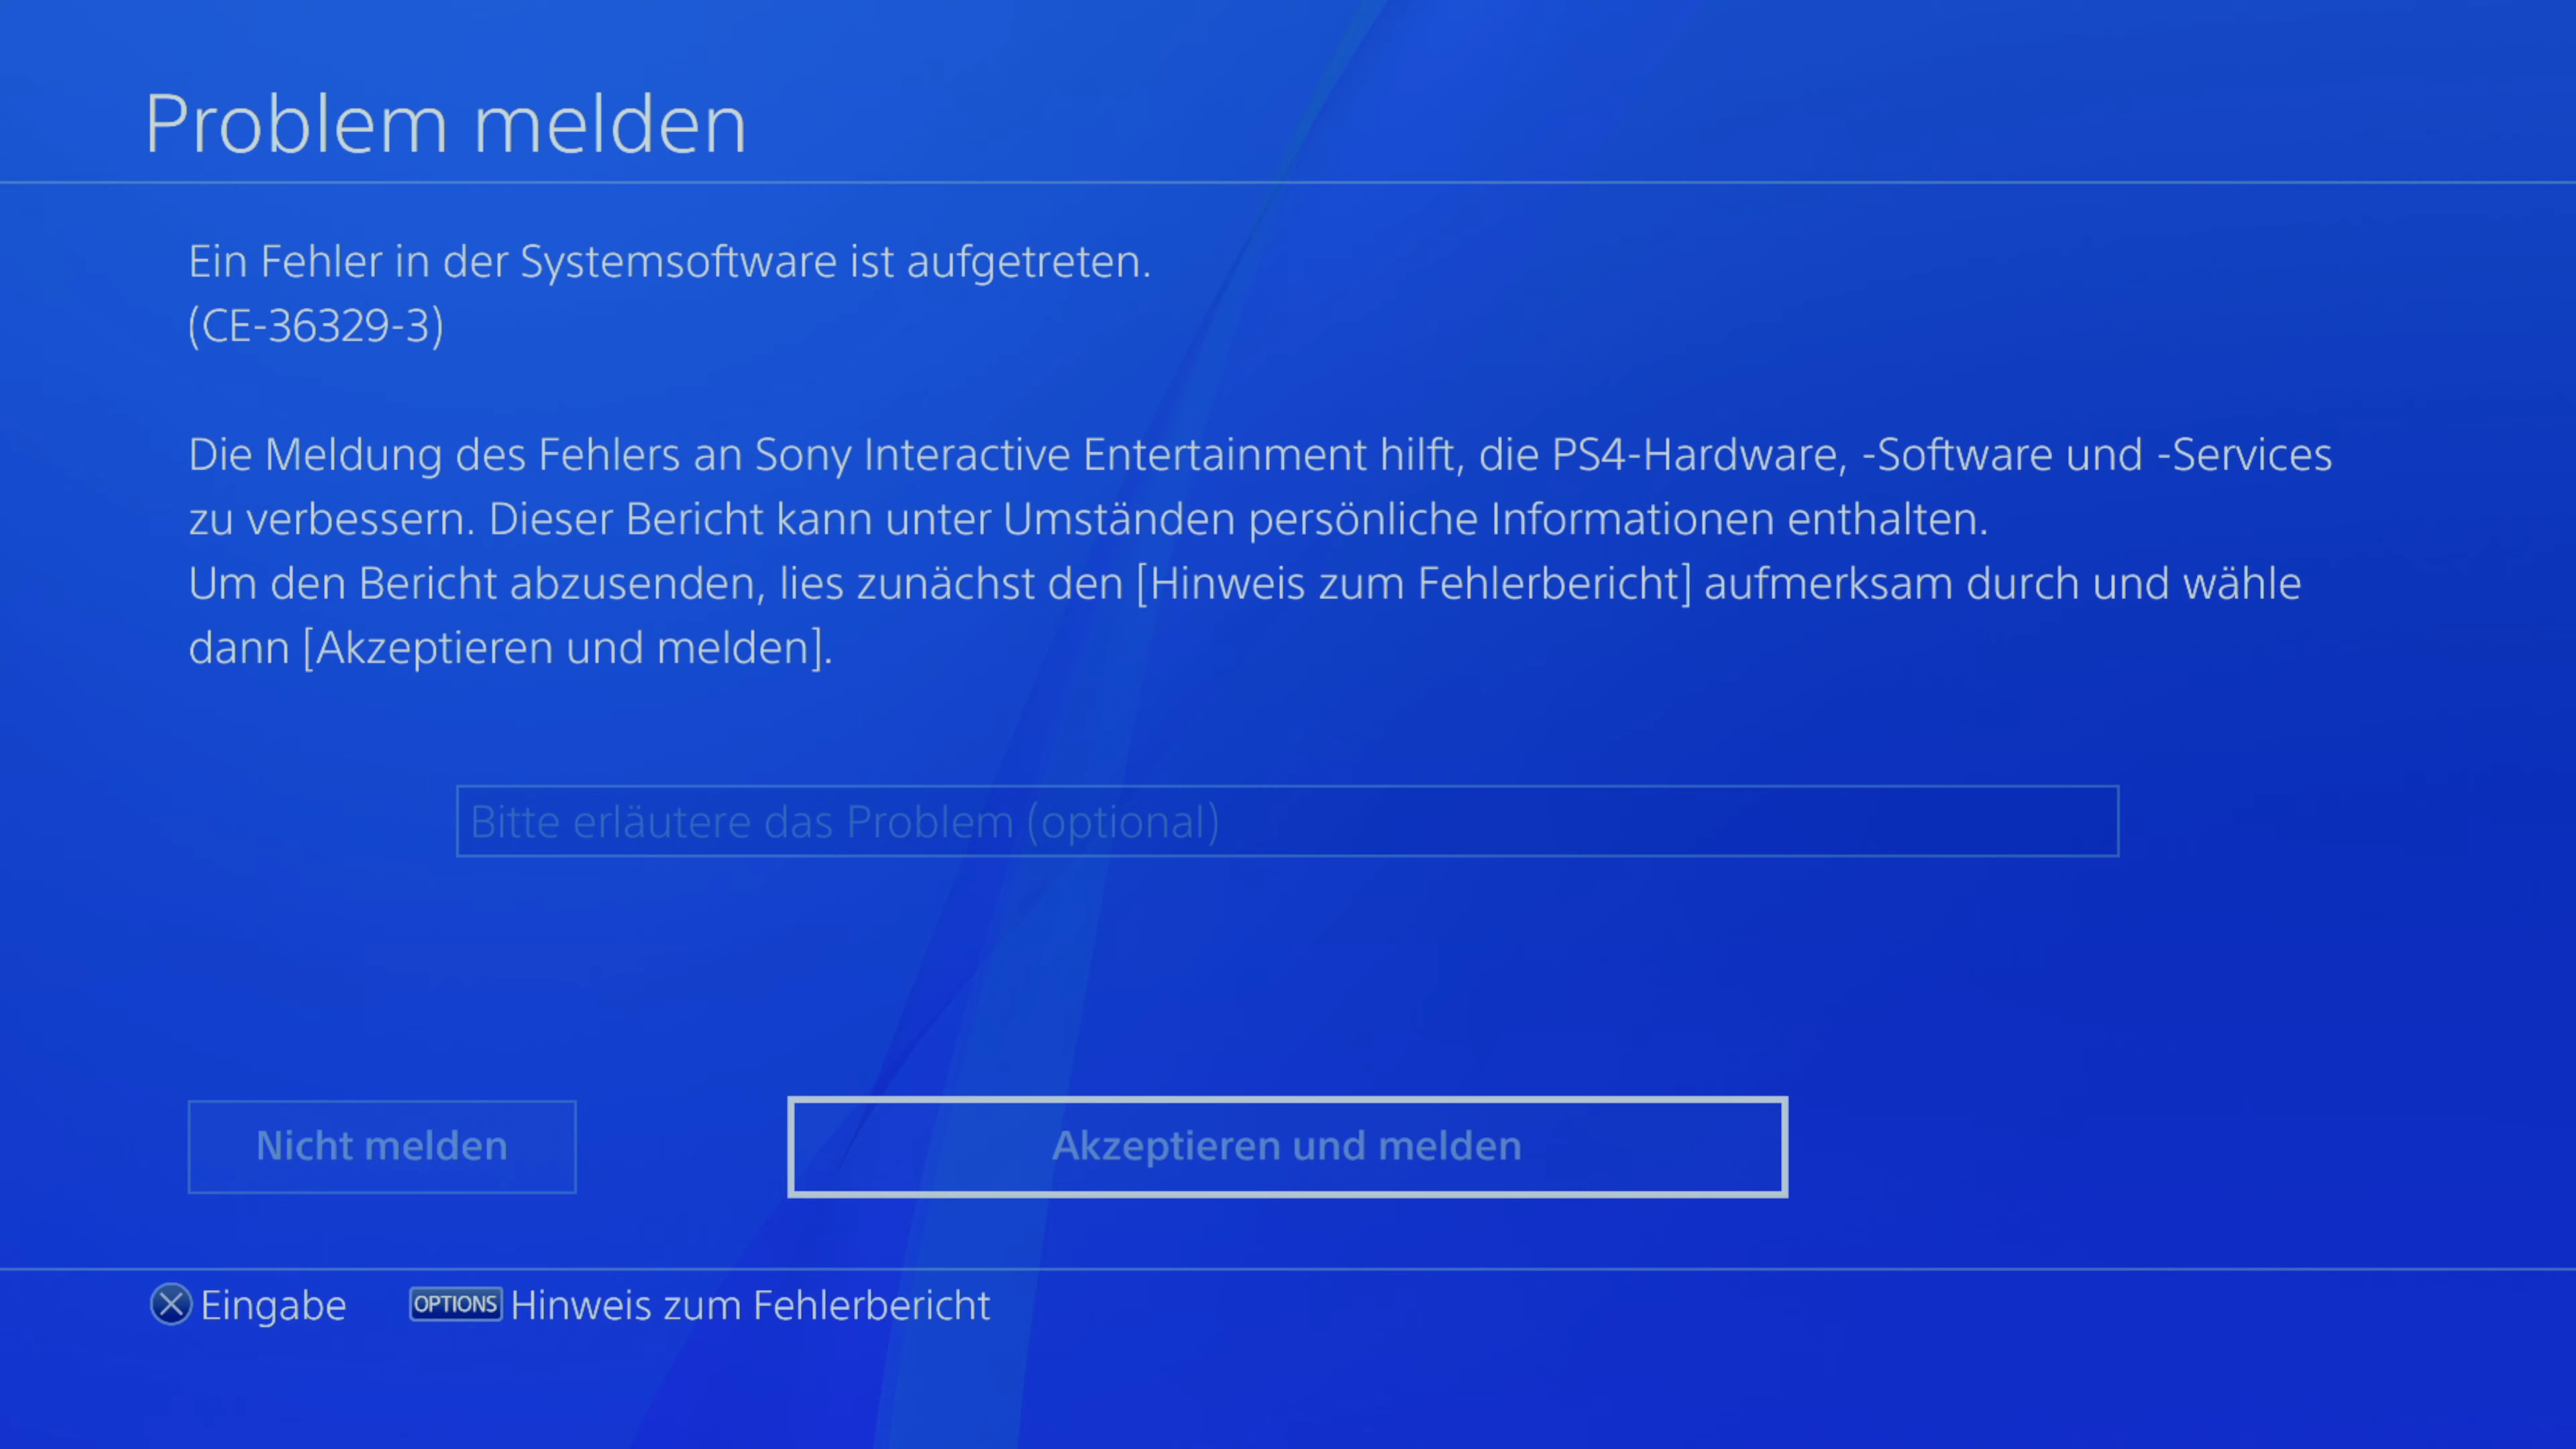 Problem melden
Ein Fehler in der Systemsoftware ist aufgetreten.
(CE-36329-3)
Die Meldung des Fehlers an Sony Interactive Entertainment hilft, die PS4-Hardware, -Software und -Services
zu verbessern. Dieser Bericht kann unter Umständen persönliche Informationen enthalten.
Um den Bericht abzusenden, lies zunächst den [Hinweis zum Fehlerbericht] aufmerksam durch und wähle
dann [Akzeptieren und melden].
Bitte erläutere das Problem (optional)
Nicht melden
Akzeptieren und melden
Eingabe
OPTIONS Hinweis zum Fehlerbericht